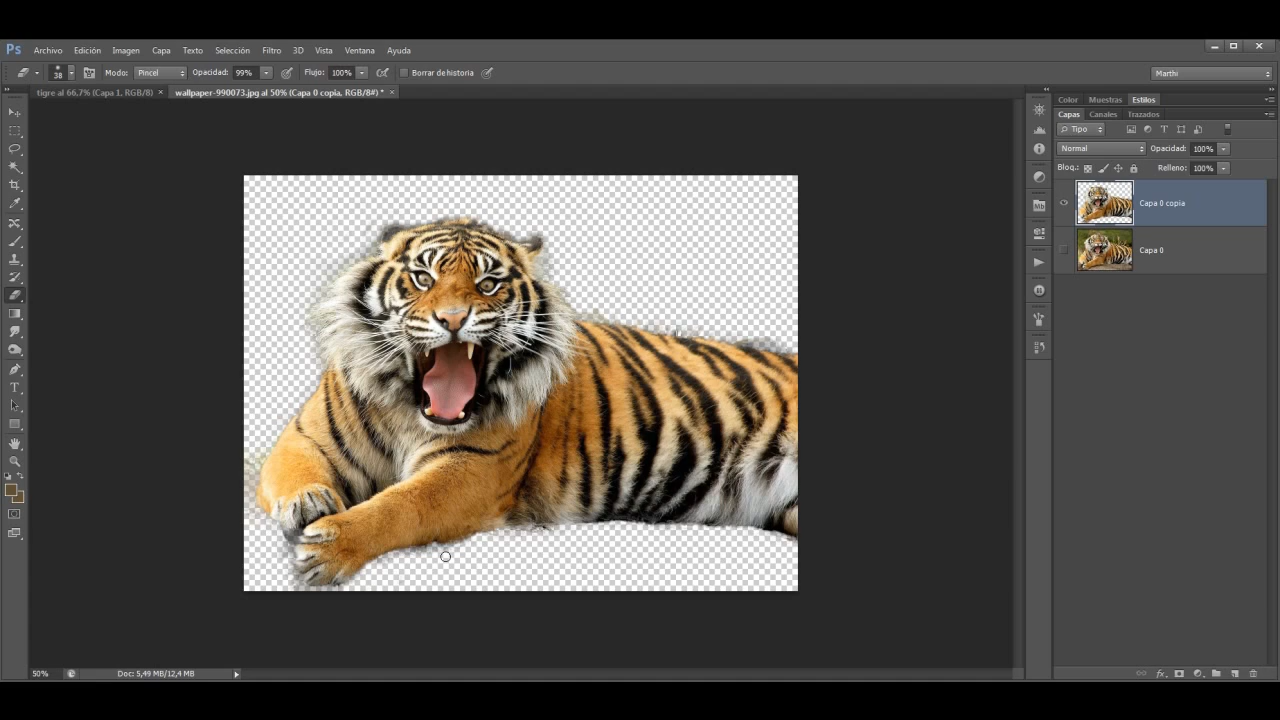 Ps Archivo Edición Imagen Capa Texto Selección Filtro 3D Vista Ventana Ayuda
38 Modo: Pincel Opacidad: 99% Flujo: 100% Borrar de historia Marthi
tigre al 66,7% (Capa 1, RGB/8) × wallpaper-990073.jpg al 50% (Capa 0 copia, RGB/8#) * ×
Color Muestras Estilos
Capas Canales Trazados
Tipo
Normal Opacidad: 100%
Bloq.: Relleno: 100%
Capa 0 copia
Mb
Capa 0
50% Doc: 5,49 MB/12,4 MB